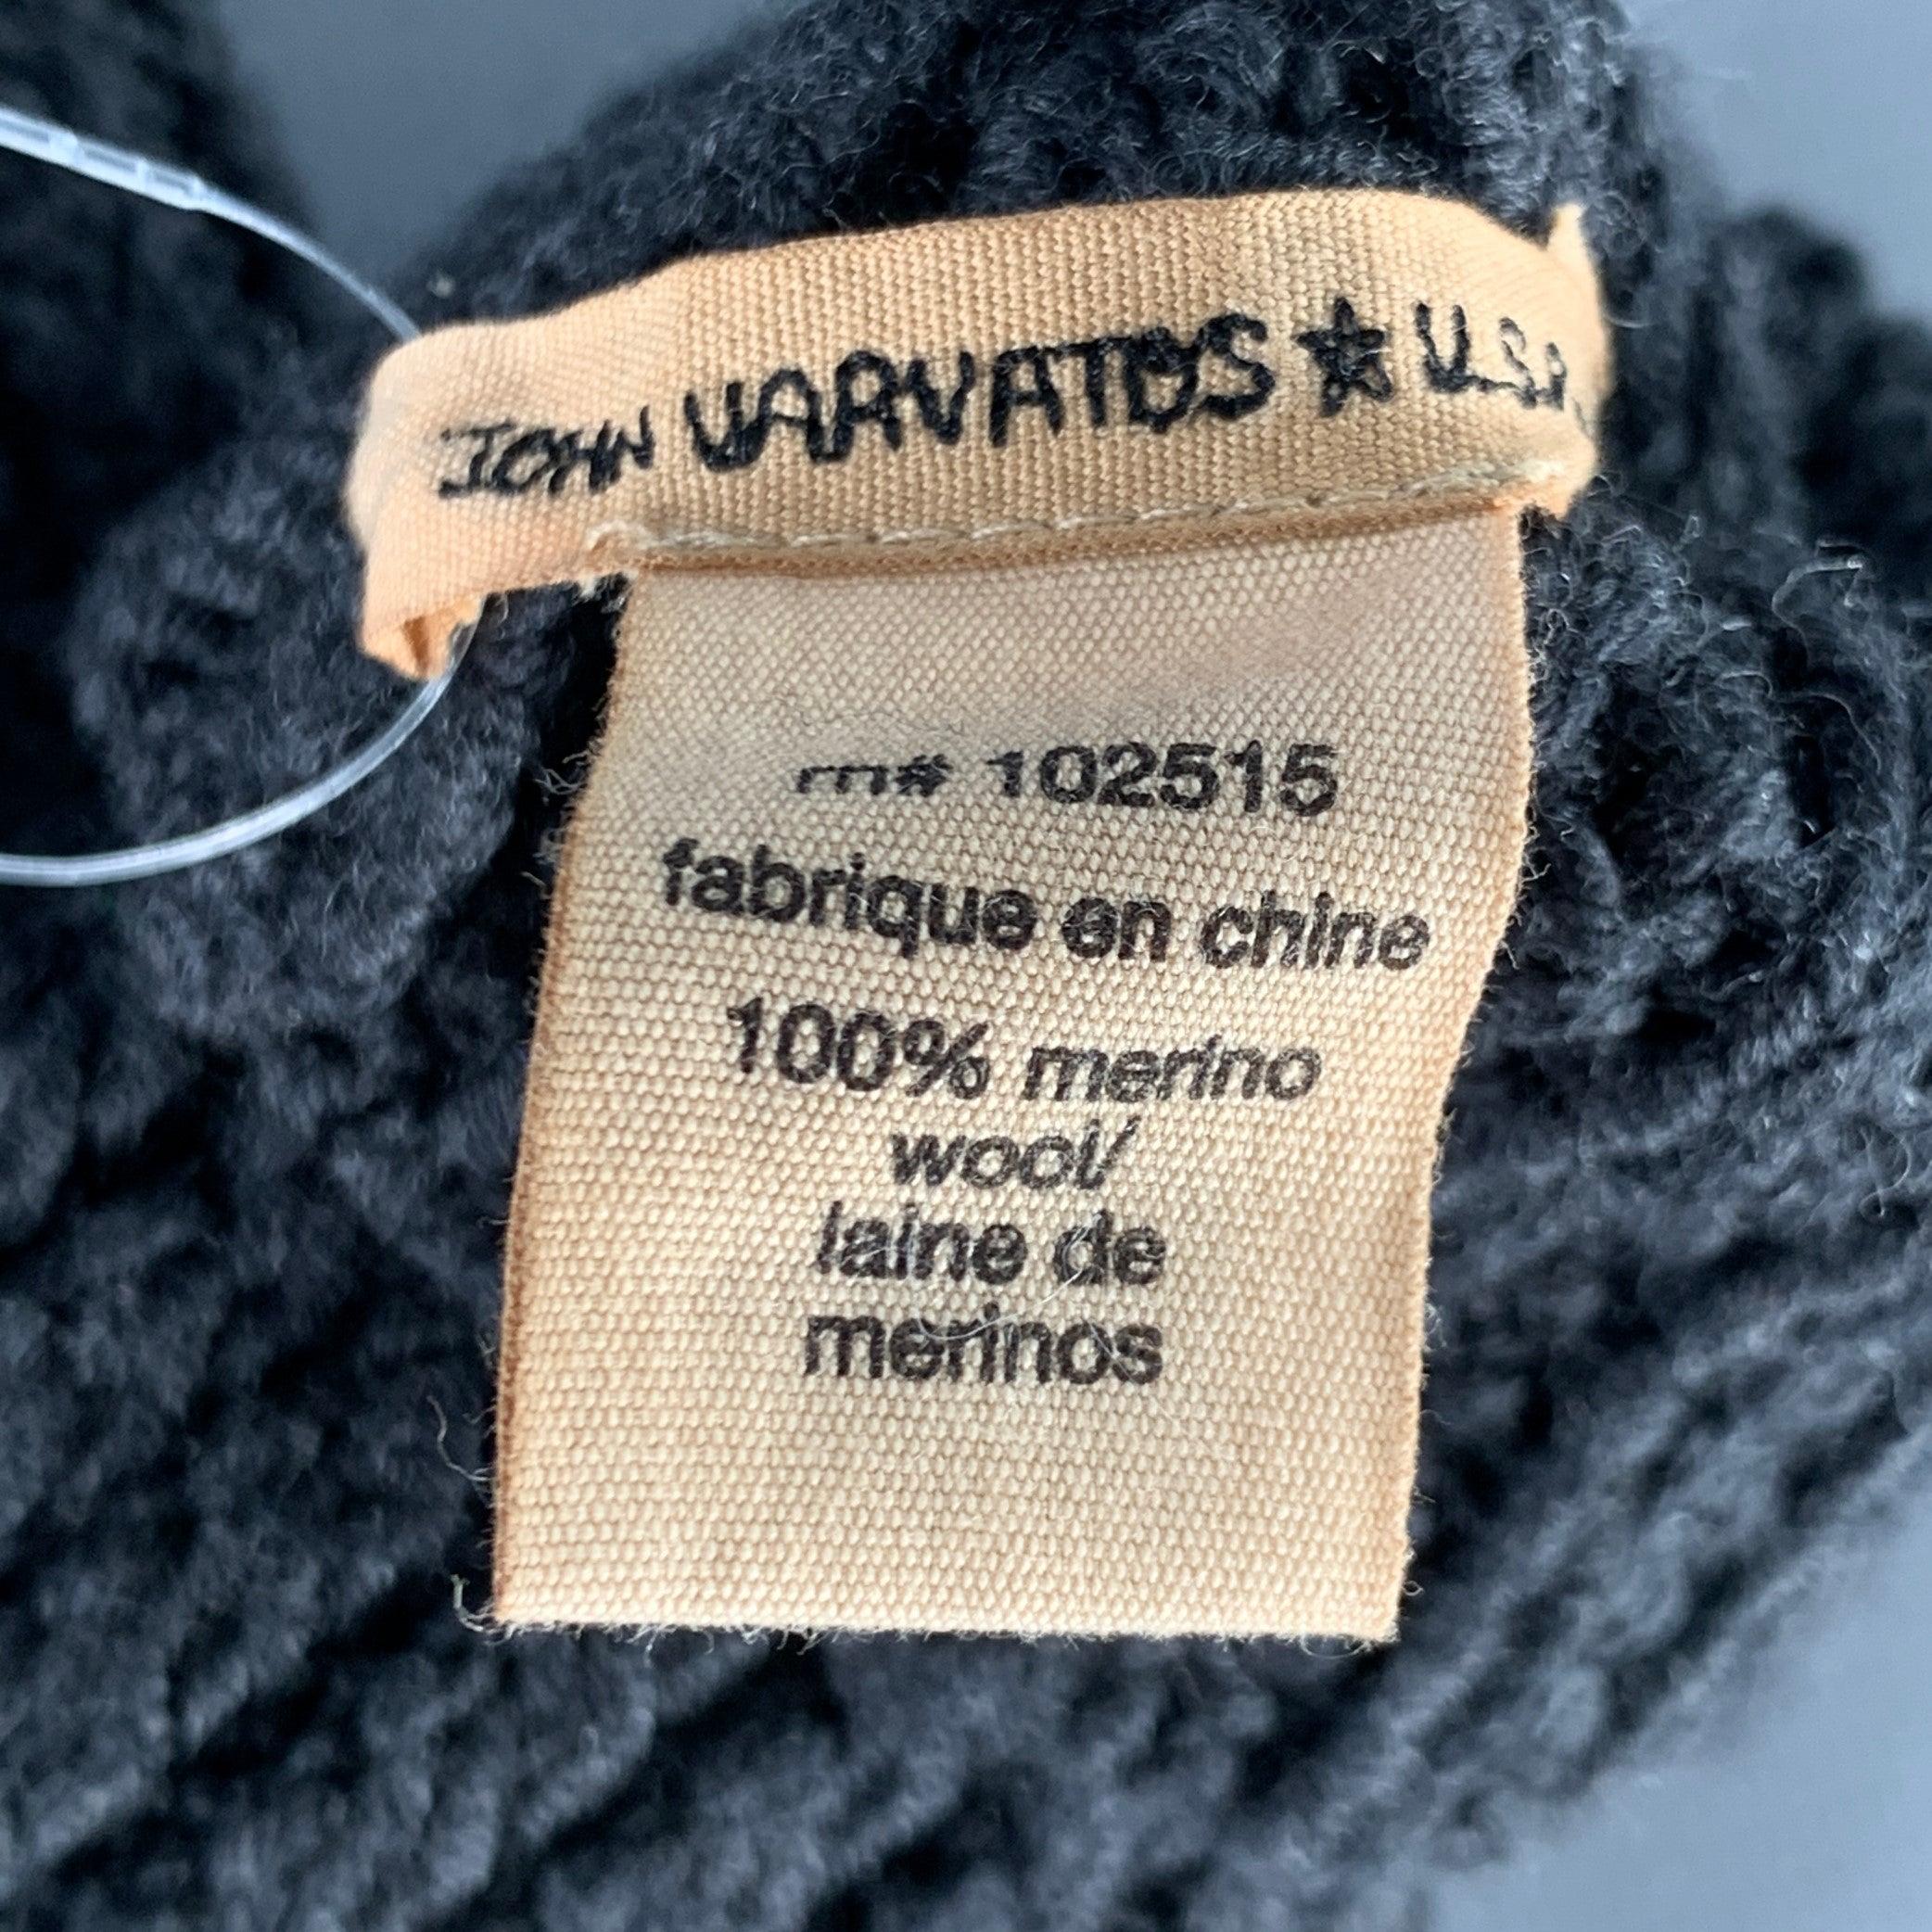 JOHN VARVATOS ★ U.S.A.
rn# 102515
fabrique en chine
100% merino
wool/
laine de
merinos